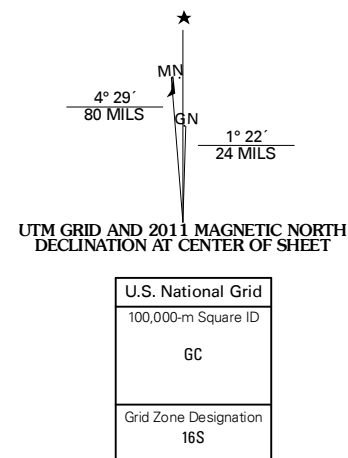 MN
4° 29´
80 MILS
GN
1° 22´
24 MILS
UTM GRID AND 2011 MAGNETIC NORTH
DECLINATION AT CENTER OF SHEET
U.S. National Grid
100,000-m Square ID
GC
Grid Zone Designation
16S